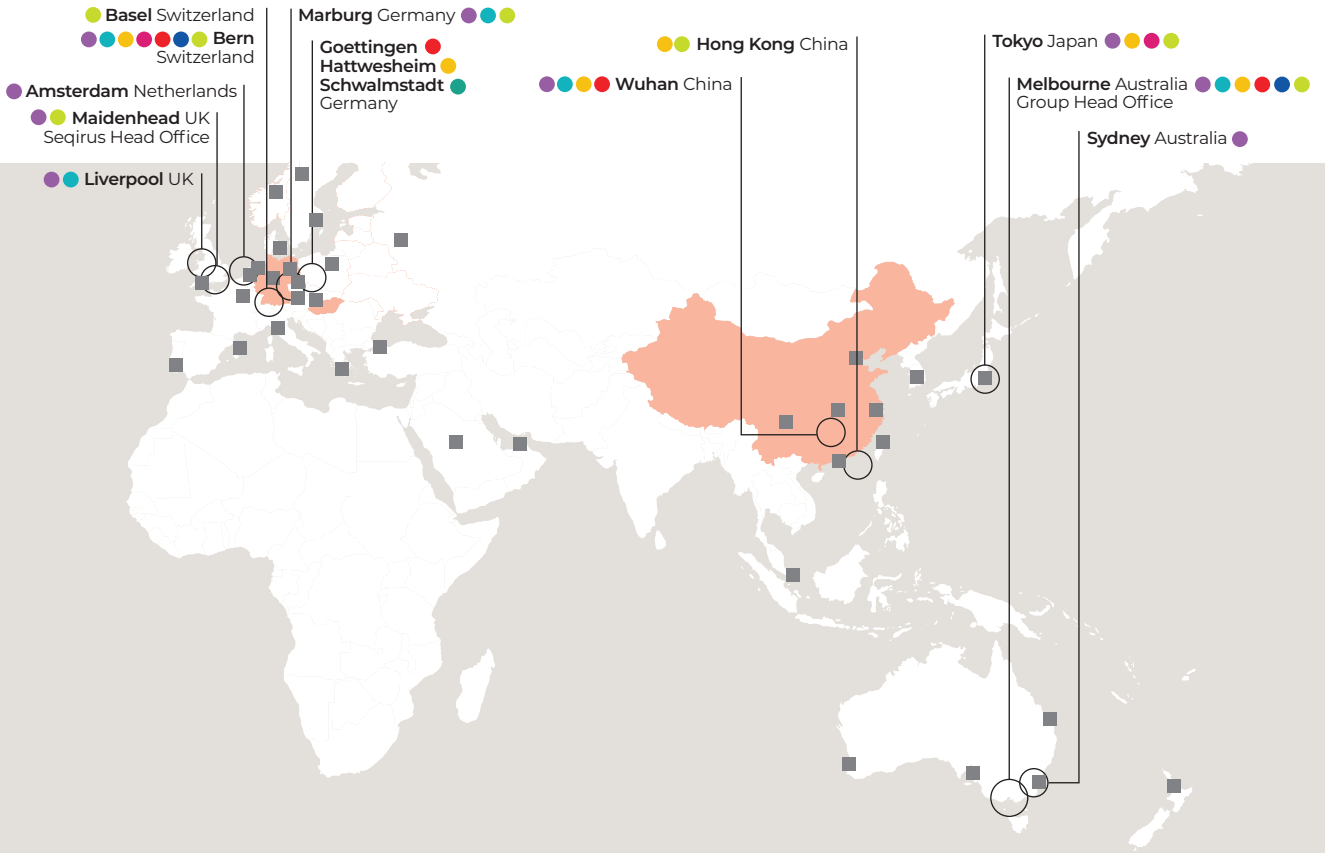 Basel Switzerland
Bern
Switzerland
Amsterdam Netherlands
Maidenhead UK
Seqirus Head Office
Liverpool UK
Marburg Germany
Goettingen
Hattwesheim
Schwalmstadt
Germany
Hong Kong China
Wuhan China
Tokyo Japan
Melbourne Australia
Group Head Office
Sydney Australia